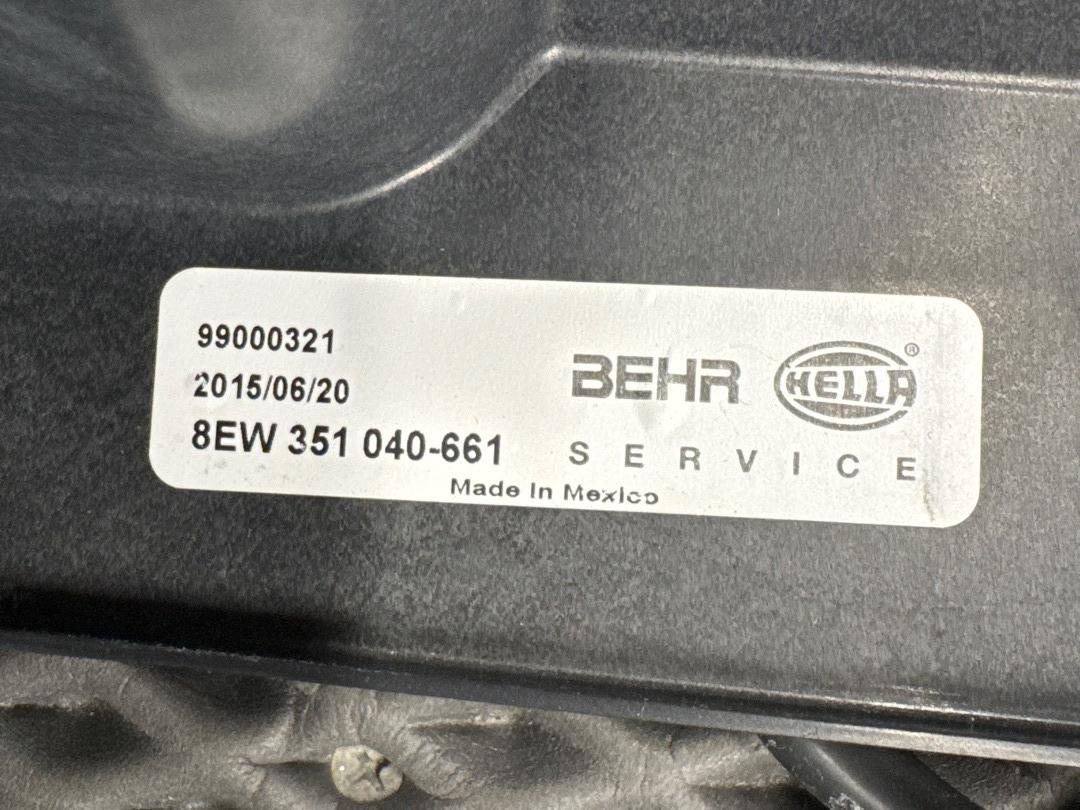 99000321
2015/06/20
8EW 351 040-661
Made In Mexico
BEHR HELLA®
SERVICE